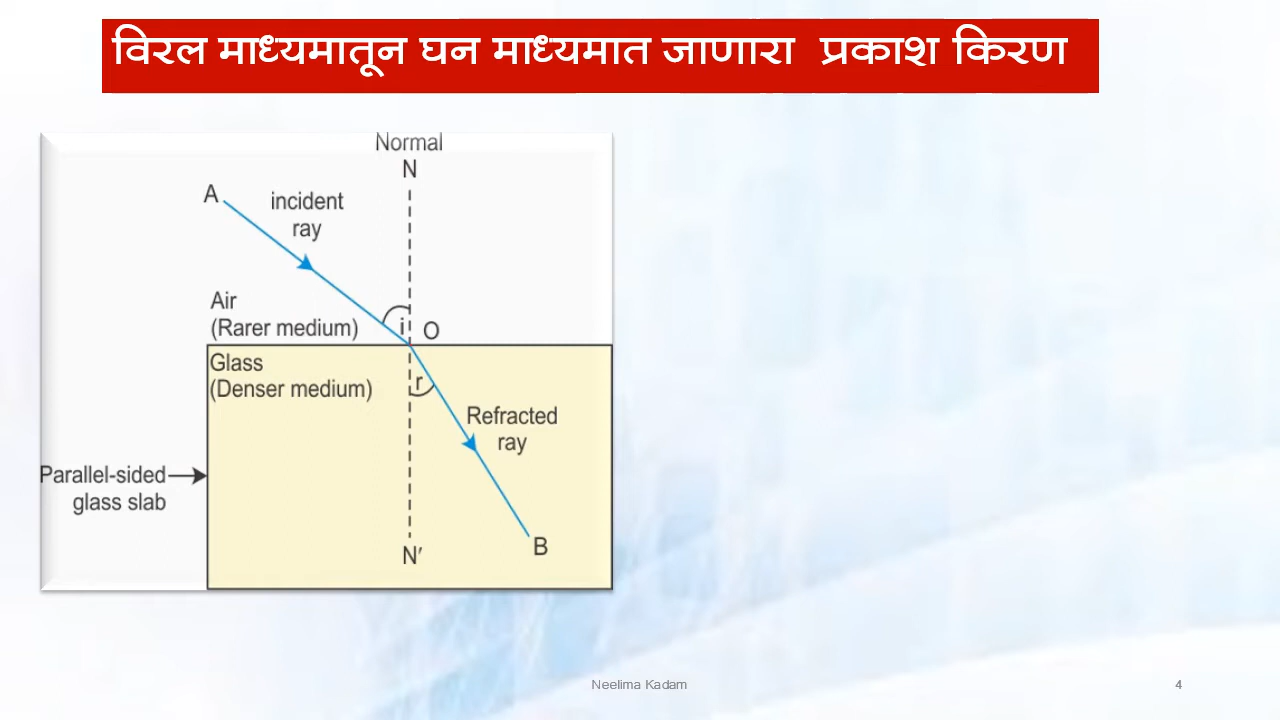 विरल माध्यमातून घन माध्यमात जाणारा प्रकाश किरण
Normal
N
A
incident
ray
Air
(Rarer medium)
i
O
Glass
(Denser medium)
r
Refracted
ray
Parallel-sided
glass slab
N′
B
Neelima Kadam
4